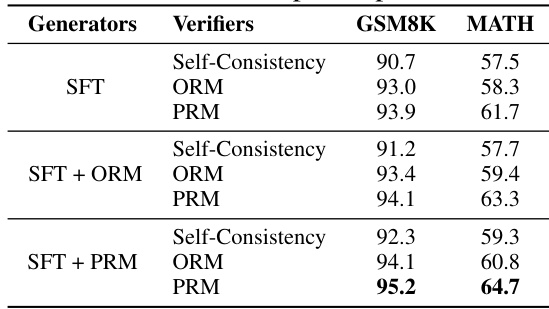 Generators Verifiers GSM8K MATH
Self-Consistency 90.7 57.5
SFT ORM 93.0 58.3
PRM 93.9 61.7
Self-Consistency 91.2 57.7
SFT + ORM ORM 93.4 59.4
PRM 94.1 63.3
Self-Consistency 92.3 59.3
SFT + PRM ORM 94.1 60.8
PRM 95.2 64.7